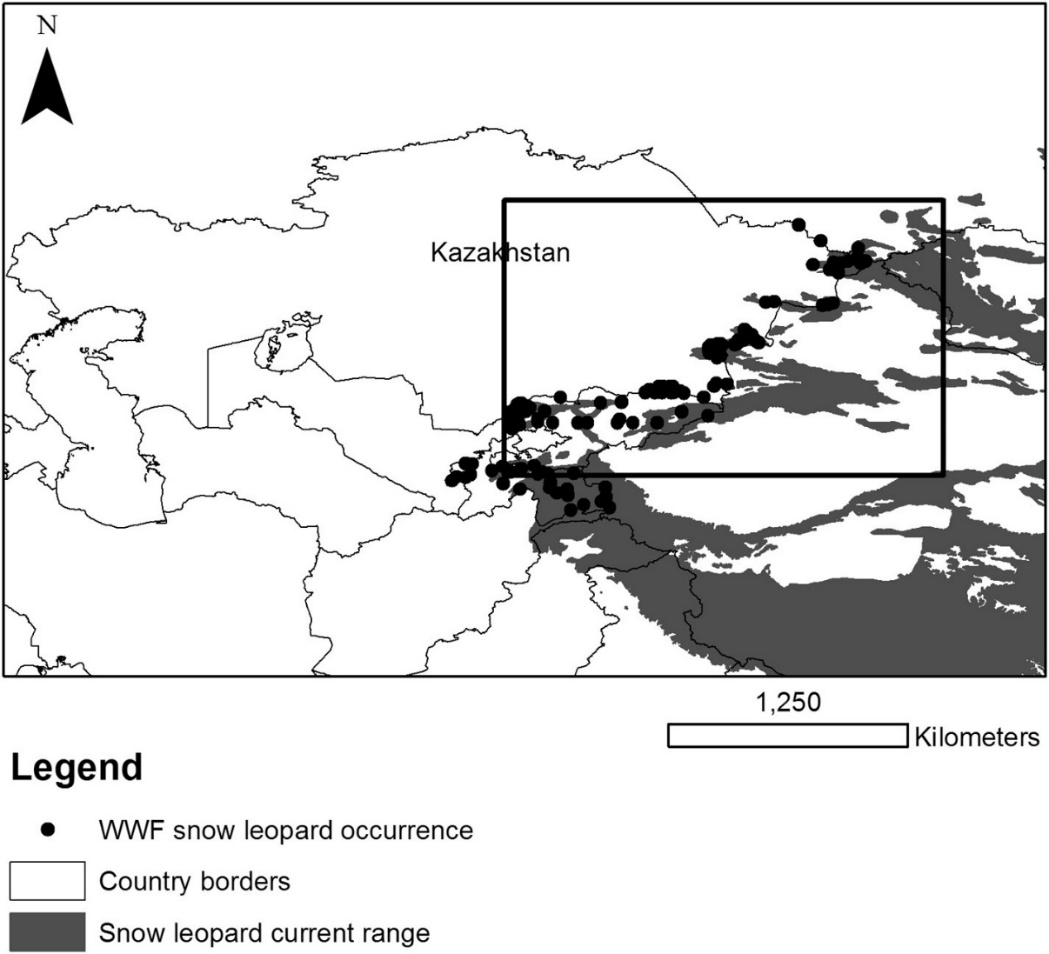 N
Kazakhstan
1,250
Kilometers
Legend
WWF snow leopard occurrence
Country borders
Snow leopard current range